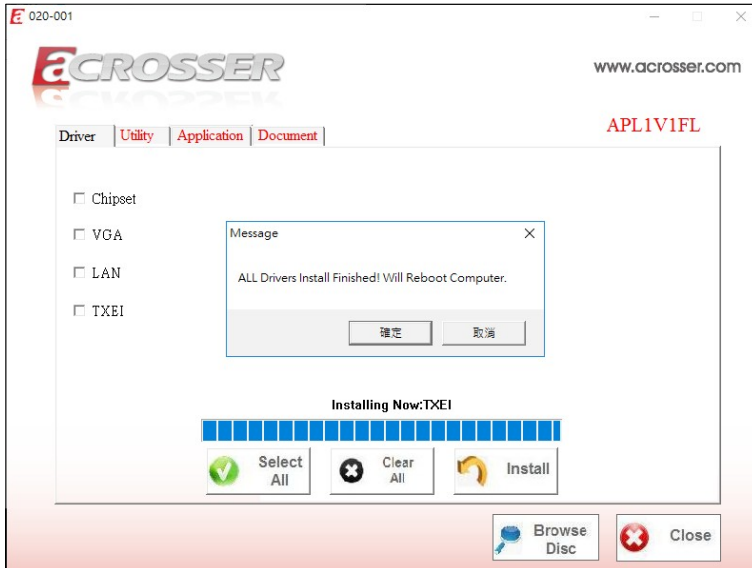 020-001
aCROSSER
www.acrosser.com
APL1V1FL
Driver Utility Application Document
Chipset
VGA
LAN
TXEI
Message
ALL Drivers Install Finished! Will Reboot Computer.
確定 取消
Installing Now:TXEI
Select All
Clear All
Install
Browse Disc
Close